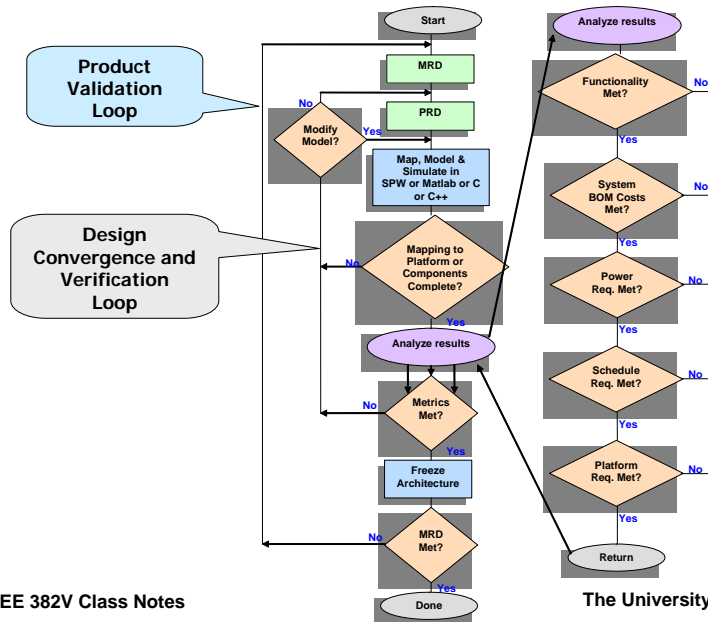 Start
Product
Validation
Loop
MRD
No
PRD
Modify
Model?
Yes
Map, Model &
Simulate in
SPW or Matlab or C
or C++
Design
Convergence and
Verification
Loop
Mapping to
Platform or
Components
Complete?
No
Yes
Analyze results
Metrics
Met?
No
Yes
Freeze
Architecture
MRD
Met?
No
Yes
Done
Analyze results
Functionality
Met?
No
Yes
System
BOM Costs
Met?
No
Yes
Power
Req. Met?
No
Yes
Schedule
Req. Met?
No
Yes
Platform
Req. Met?
No
Yes
Return
EE 382V Class Notes
The University